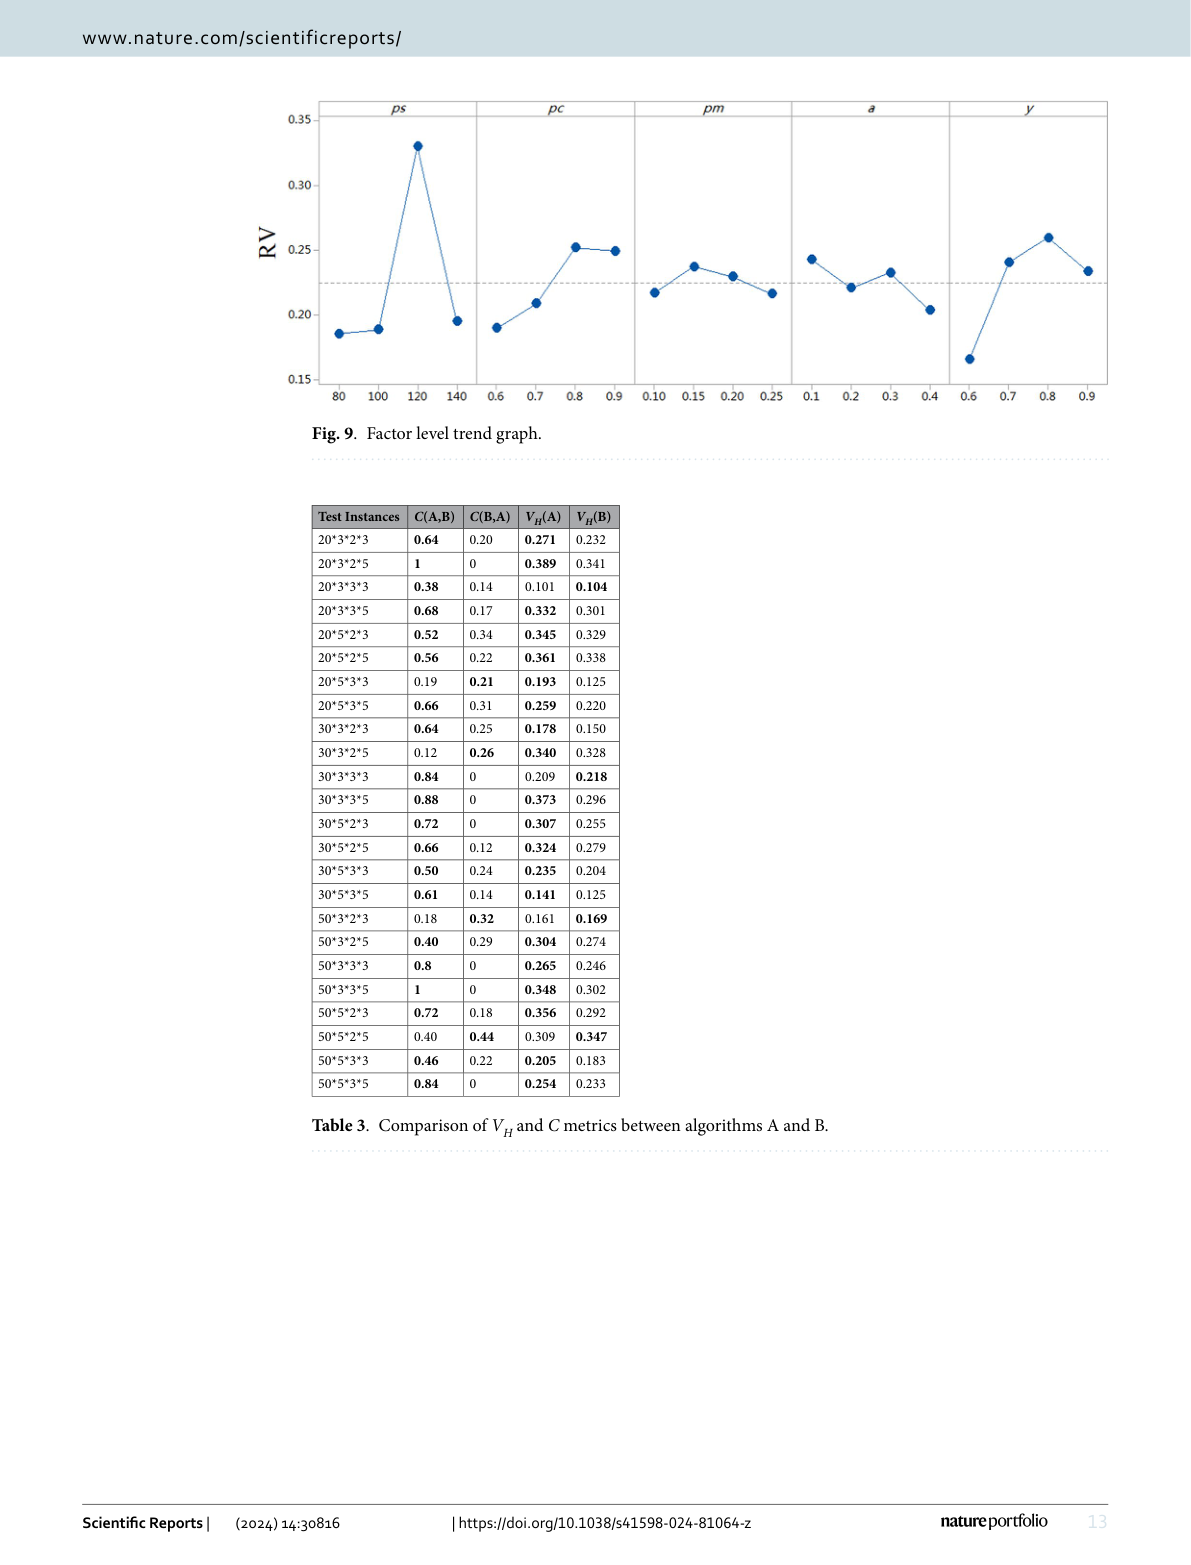 www.nature.com/scientificreports/
ps pc pm a y
0.35
0.30
0.25
0.20
0.15
RV
80 100 120 140 0.6 0.7 0.8 0.9 0.10 0.15 0.20 0.25 0.1 0.2 0.3 0.4 0.6 0.7 0.8 0.9
Fig. 9. Factor level trend graph.
Test Instances C(A,B) C(B,A) VH(A) VH(B)
20*3*2*3 0.64 0.20 0.271 0.232
20*3*2*5 1 0 0.389 0.341
20*3*3*3 0.38 0.14 0.101 0.104
20*3*3*5 0.68 0.17 0.332 0.301
20*5*2*3 0.52 0.34 0.345 0.329
20*5*2*5 0.56 0.22 0.361 0.338
20*5*3*3 0.19 0.21 0.193 0.125
20*5*3*5 0.66 0.31 0.259 0.220
30*3*2*3 0.64 0.25 0.178 0.150
30*3*2*5 0.12 0.26 0.340 0.328
30*3*3*3 0.84 0 0.209 0.218
30*3*3*5 0.88 0 0.373 0.296
30*5*2*3 0.72 0 0.307 0.255
30*5*2*5 0.66 0.12 0.324 0.279
30*5*3*3 0.50 0.24 0.235 0.204
30*5*3*5 0.61 0.14 0.141 0.125
50*3*2*3 0.18 0.32 0.161 0.169
50*3*2*5 0.40 0.29 0.304 0.274
50*3*3*3 0.8 0 0.265 0.246
50*3*3*5 1 0 0.348 0.302
50*5*2*3 0.72 0.18 0.356 0.292
50*5*2*5 0.40 0.44 0.309 0.347
50*5*3*3 0.46 0.22 0.205 0.183
50*5*3*5 0.84 0 0.254 0.233
Table 3. Comparison of VH and C metrics between algorithms A and B.
Scientific Reports | (2024) 14:30816 | https://doi.org/10.1038/s41598-024-81064-z natureportfolio 13